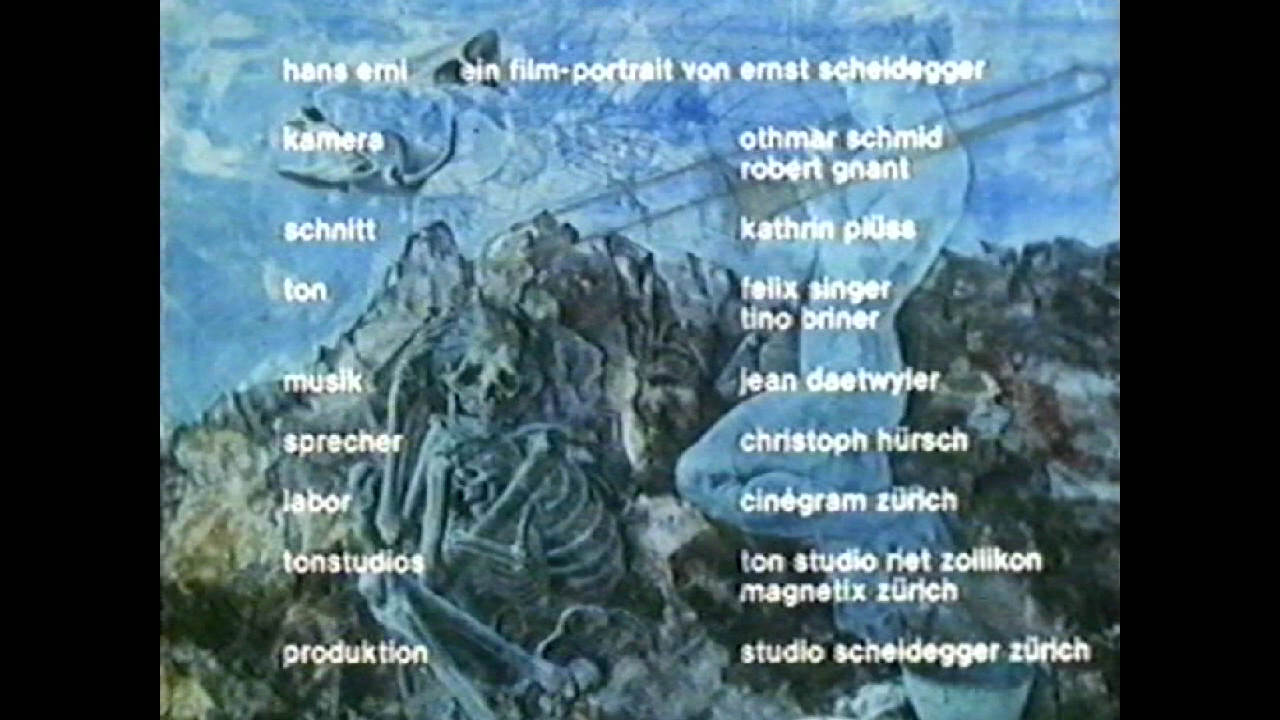 hans erni ein film-portrait von ernst scheidegger
kamera othmar schmid
robert gnant
schnitt kathrin plüss
ton felix singer
tino briner
musik jean daetwyler
sprecher christoph hürsch
labor cinégram zürich
tonstudios ton studio riet zollikon
magnetix zürich
produktion studio scheidegger zürich